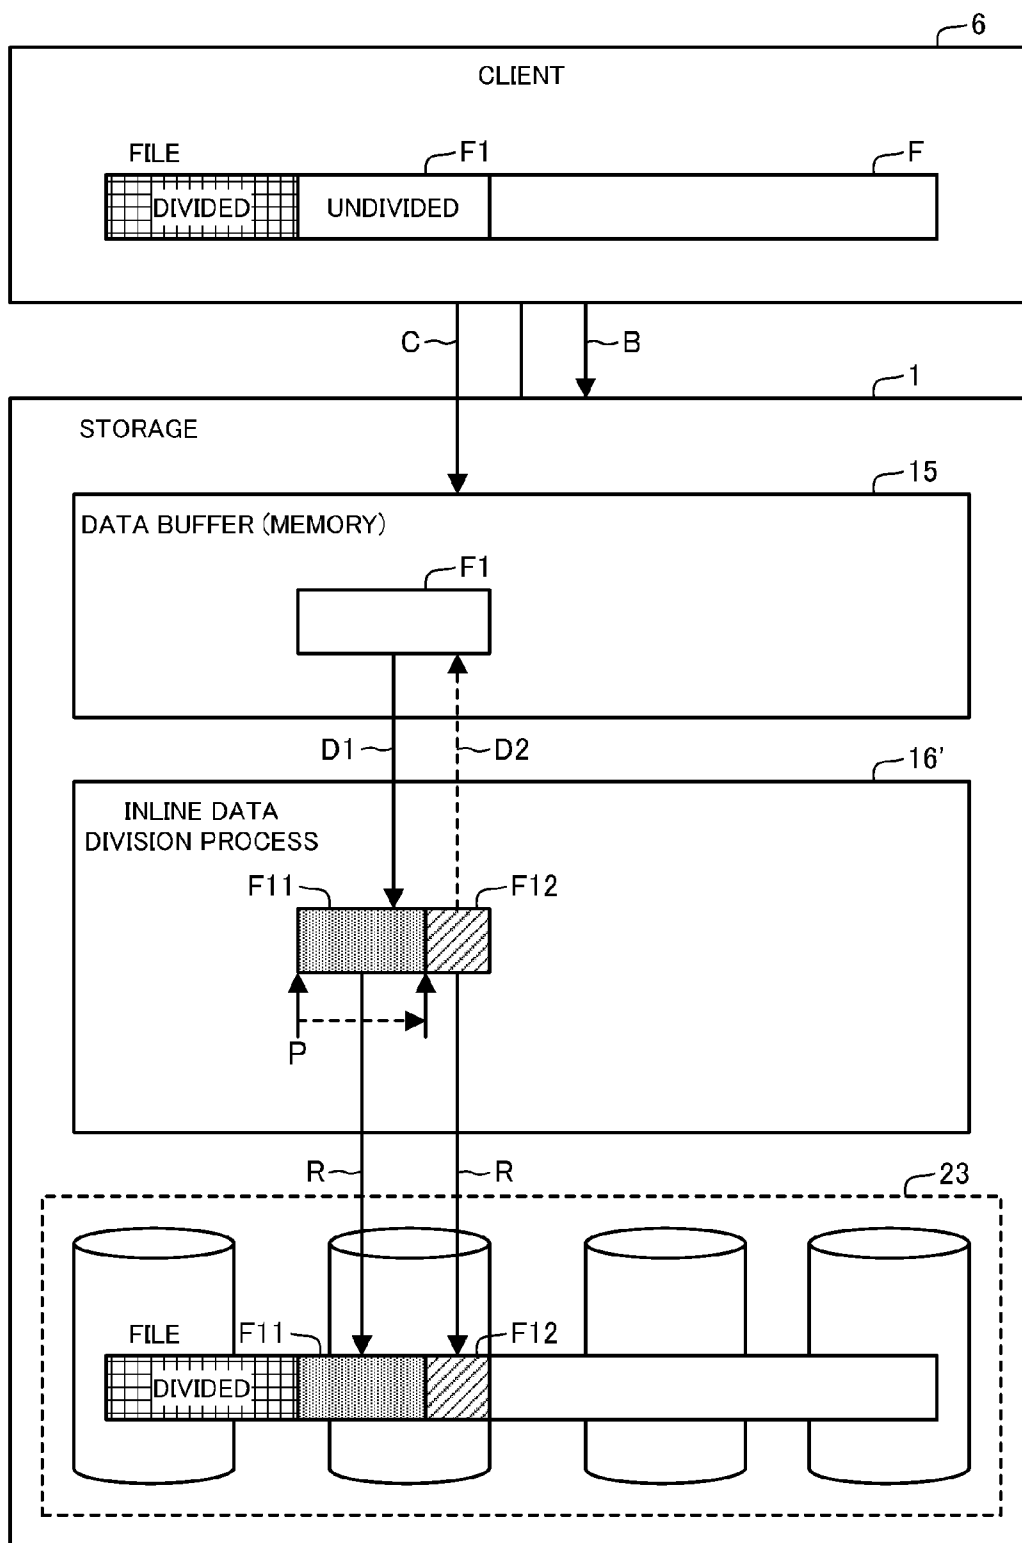 6
CLIENT
FILE
F1
F
DIVIDED
UNDIVIDED
C
B
1
STORAGE
15
DATA BUFFER (MEMORY)
F1
D1
D2
16'
INLINE DATA
DIVISION PROCESS
F11
F12
P
R
R
23
FILE
F11
F12
DIVIDED